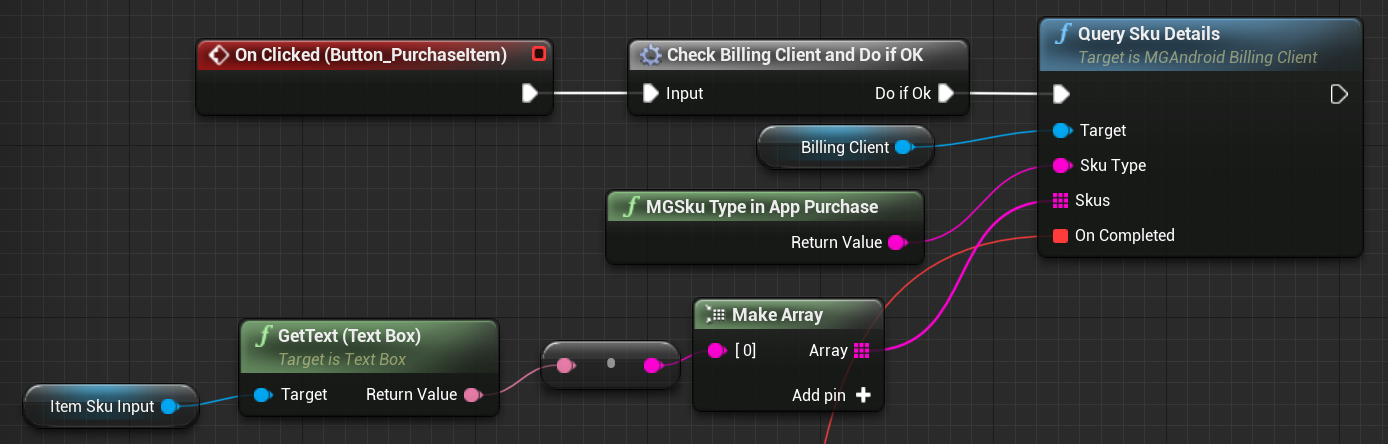 On Clicked (Button_PurchaseItem)
Check Billing Client and Do if OK
Input
Do if Ok
Query Sku Details
Target is MGAndroid Billing Client
Target
Sku Type
Skus
On Completed
Billing Client
MGSku Type in App Purchase
Return Value
Make Array
[ 0]
Array
Add pin
GetText (Text Box)
Target is Text Box
Target
Return Value
Item Sku Input